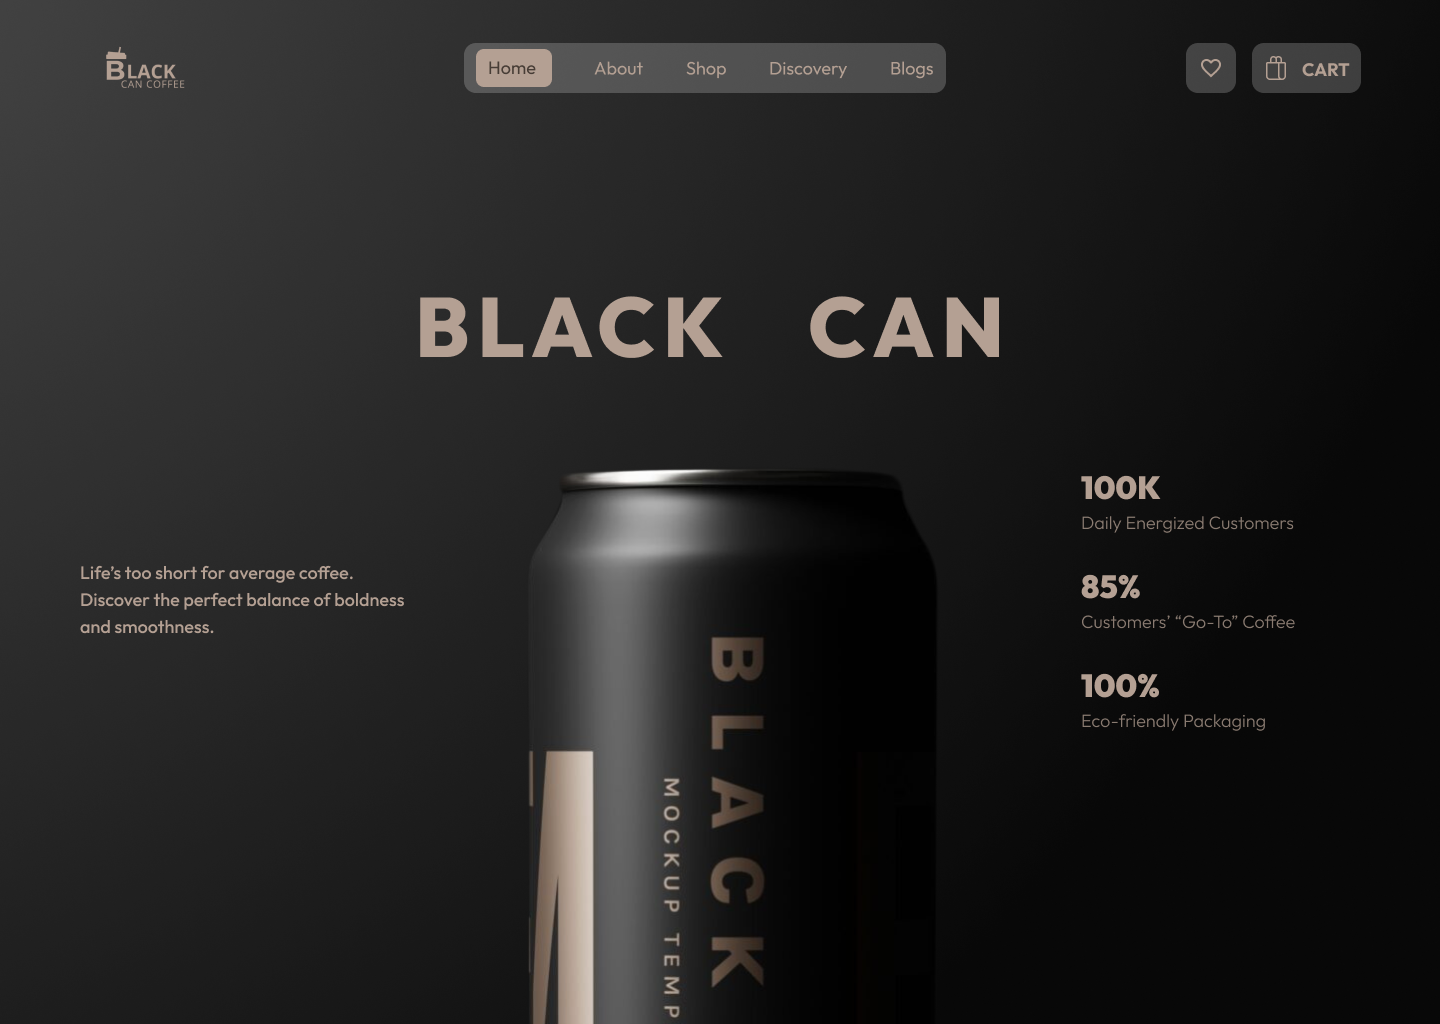 BLACK
CAN COFFEE
Home
About
Shop
Discovery
Blogs
CART
BLACK CAN
Life’s too short for average coffee.
Discover the perfect balance of boldness
and smoothness.
100K
Daily Energized Customers
85%
Customers’ “Go-To” Coffee
100%
Eco-friendly Packaging
BLACK
MOCKUP TEMP